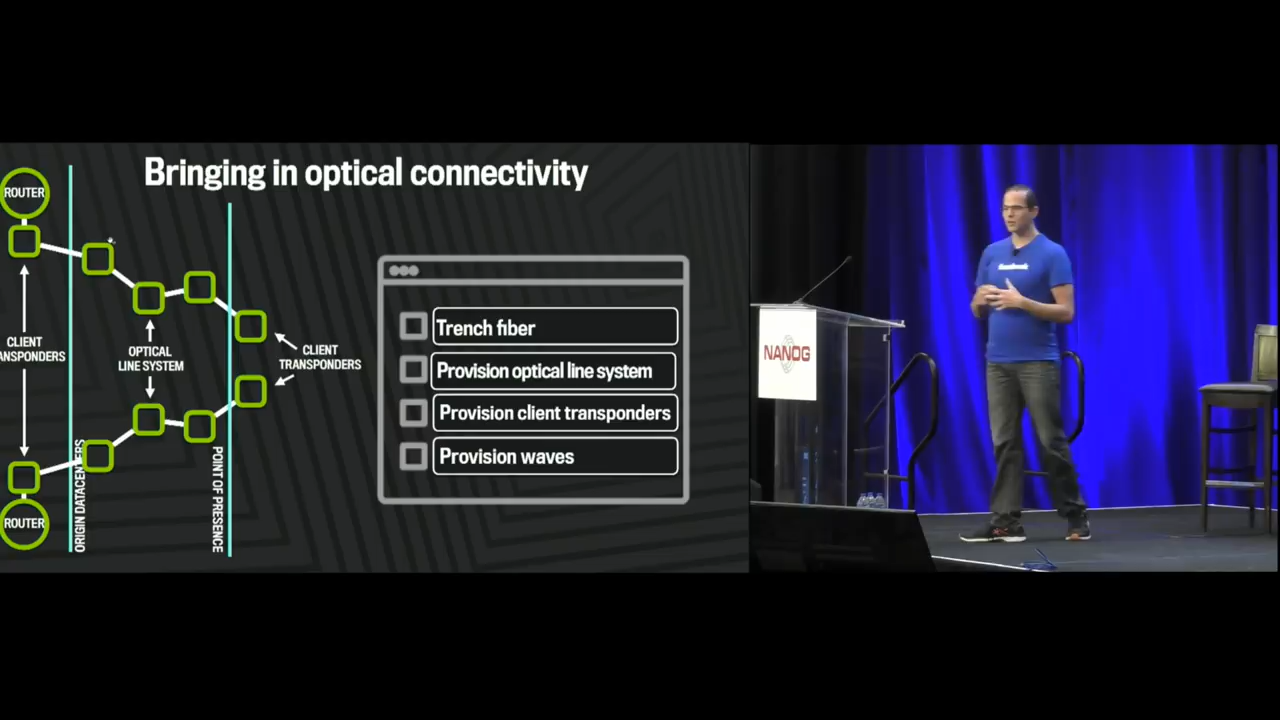 Bringing in optical connectivity
ROUTER
CLIENT
ANSPONDERS
OPTICAL
LINE SYSTEM
CLIENT
TRANSPONDERS
ORIGIN DATACENTERS
POINT OF PRESENCE
ROUTER
Trench fiber
Provision optical line system
Provision client transponders
Provision waves
NANOG